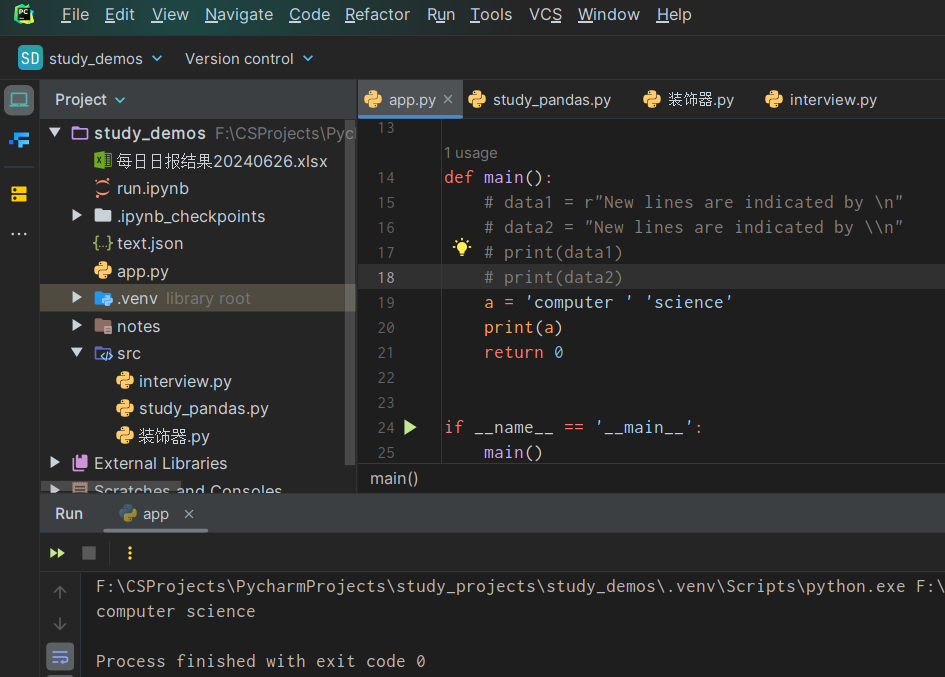 PC File Edit View Navigate Code Refactor Run Tools VCS Window Help
SD study_demos Version control
Project
app.py study_pandas.py 装饰器.py interview.py
study_demos F:\CSProjects\Pyc
每日日报结果20240626.xlsx
run.ipynb
.ipynb_checkpoints
text.json
app.py
.venv library root
notes
src
interview.py
study_pandas.py
装饰器.py
External Libraries
Scratches and Consoles
13
1 usage
14 def main():
15 # data1 = r"New lines are indicated by \n"
16 # data2 = "New lines are indicated by \\n"
17 # print(data1)
18 # print(data2)
19 a = 'computer ' 'science'
20 print(a)
21 return 0
22
23
24 if __name__ == '__main__':
25 main()
main()
Run app
F:\CSProjects\PycharmProjects\study_projects\study_demos\.venv\Scripts\python.exe F:\
computer science
Process finished with exit code 0